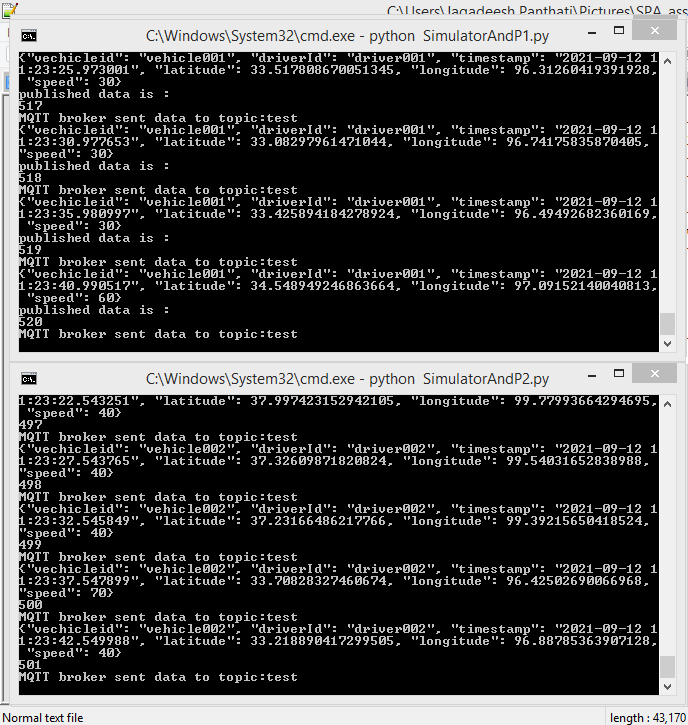 C:\Users\Jagadeesh Panthati\Pictures\SPA_ass
C:\Windows\System32\cmd.exe - python  SimulatorAndP1.py
{"vechicleid": "vehicle001", "driverId": "driver001", "timestamp": "2021-09-12 1
1:23:25.973001", "latitude": 33.517808670051345, "longitude": 96.31260419391928,
 "speed": 30}
published data is :
517
MQTT broker sent data to topic:test
{"vechicleid": "vehicle001", "driverId": "driver001", "timestamp": "2021-09-12 1
1:23:30.977653", "latitude": 33.08297961471044, "longitude": 96.74175835870405,
"speed": 30}
published data is :
518
MQTT broker sent data to topic:test
{"vechicleid": "vehicle001", "driverId": "driver001", "timestamp": "2021-09-12 1
1:23:35.980997", "latitude": 33.425894184278924, "longitude": 96.49492682360169,
 "speed": 30}
published data is :
519
MQTT broker sent data to topic:test
{"vechicleid": "vehicle001", "driverId": "driver001", "timestamp": "2021-09-12 1
1:23:40.990517", "latitude": 34.548949246863664, "longitude": 97.09152140040813,
 "speed": 60}
published data is :
520
MQTT broker sent data to topic:test
C:\Windows\System32\cmd.exe - python  SimulatorAndP2.py
1:23:22.543251", "latitude": 37.997423152942105, "longitude": 99.77993664294695,
 "speed": 40}
497
MQTT broker sent data to topic:test
{"vechicleid": "vehicle002", "driverId": "driver002", "timestamp": "2021-09-12 1
1:23:27.543765", "latitude": 37.32609871820824, "longitude": 99.54031652838988,
"speed": 40}
498
MQTT broker sent data to topic:test
{"vechicleid": "vehicle002", "driverId": "driver002", "timestamp": "2021-09-12 1
1:23:32.545849", "latitude": 37.23166486217766, "longitude": 99.39215650418524,
"speed": 40}
499
MQTT broker sent data to topic:test
{"vechicleid": "vehicle002", "driverId": "driver002", "timestamp": "2021-09-12 1
1:23:37.547899", "latitude": 33.70828327460674, "longitude": 96.42502690066968,
"speed": 70}
500
MQTT broker sent data to topic:test
{"vechicleid": "vehicle002", "driverId": "driver002", "timestamp": "2021-09-12 1
1:23:42.549988", "latitude": 33.218890417299505, "longitude": 96.88785363907128,
 "speed": 40}
501
MQTT broker sent data to topic:test
Normal text file
length : 43,170